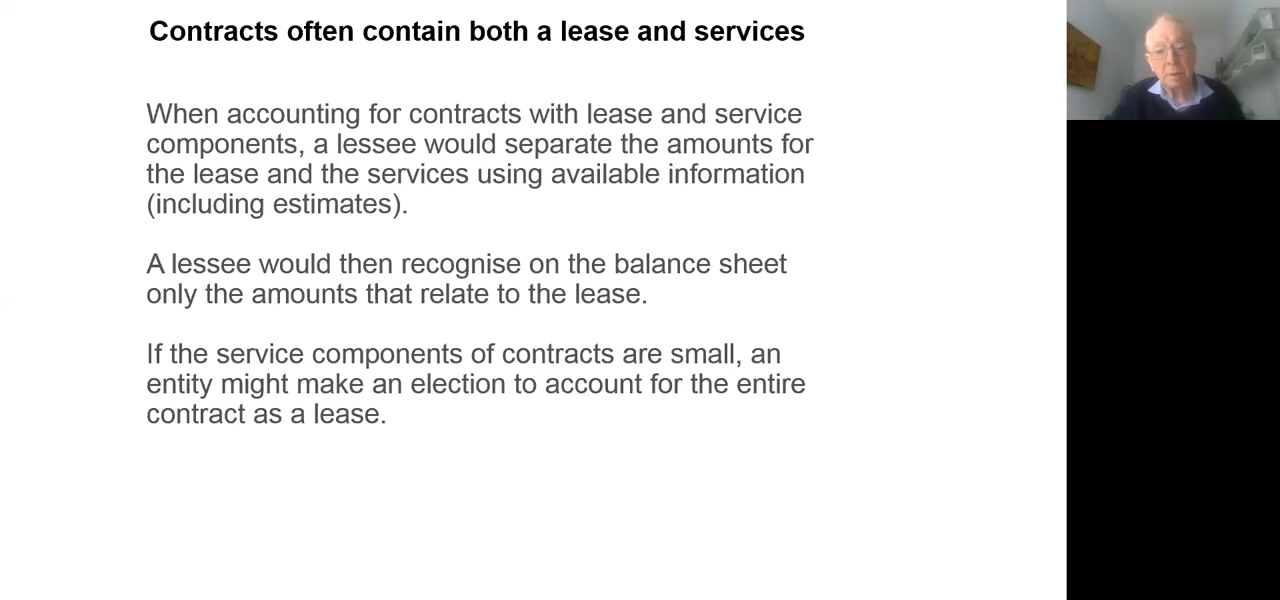 Contracts often contain both a lease and services
When accounting for contracts with lease and service
components, a lessee would separate the amounts for
the lease and the services using available information
(including estimates).
A lessee would then recognise on the balance sheet
only the amounts that relate to the lease.
If the service components of contracts are small, an
entity might make an election to account for the entire
contract as a lease.